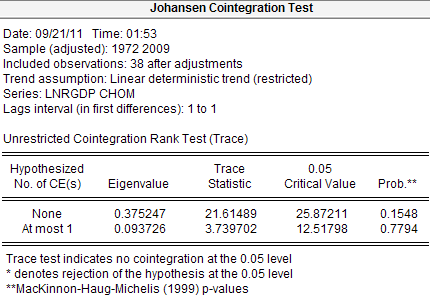 Johansen Cointegration Test
Date: 09/21/11 Time: 01:53
Sample (adjusted): 1972 2009
Included observations: 38 after adjustments
Trend assumption: Linear deterministic trend (restricted)
Series: LNRGDP CHOM
Lags interval (in first differences): 1 to 1
Unrestricted Cointegration Rank Test (Trace)
Hypothesized Trace 0.05
No. of CE(s) Eigenvalue Statistic Critical Value Prob.**
None 0.375247 21.61489 25.87211 0.1548
At most 1 0.093726 3.739702 12.51798 0.7794
Trace test indicates no cointegration at the 0.05 level
* denotes rejection of the hypothesis at the 0.05 level
**MacKinnon-Haug-Michelis (1999) p-values